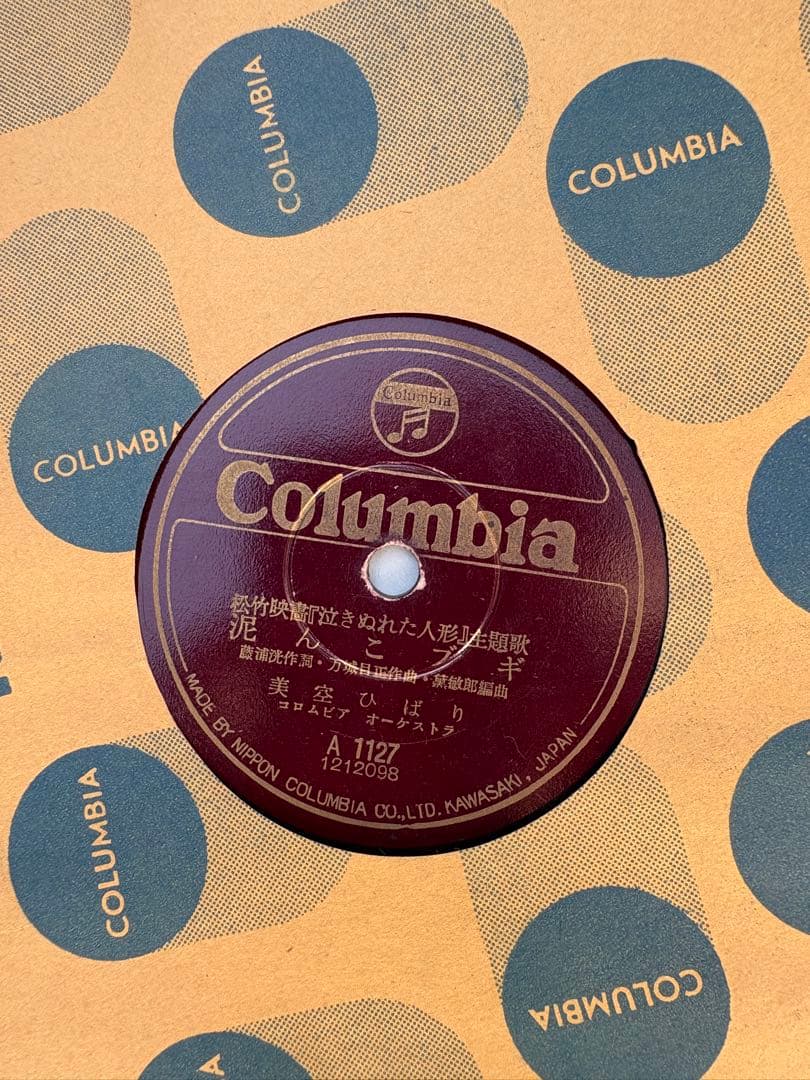 COLUMBIA
COLUMBIA
COLUMBIA
Columbia
Columbia
松竹映畵『泣きぬれた人形』主題歌
泥んこブギ
藤浦洸作詞・万城目正作曲・黛敏郎編曲
美空ひばり
コロムビア オーケストラ
A 1127
1212098
MADE BY NIPPON COLUMBIA CO.,LTD. KAWASAKI, JAPAN
COLUMBIA
COLUMBIA